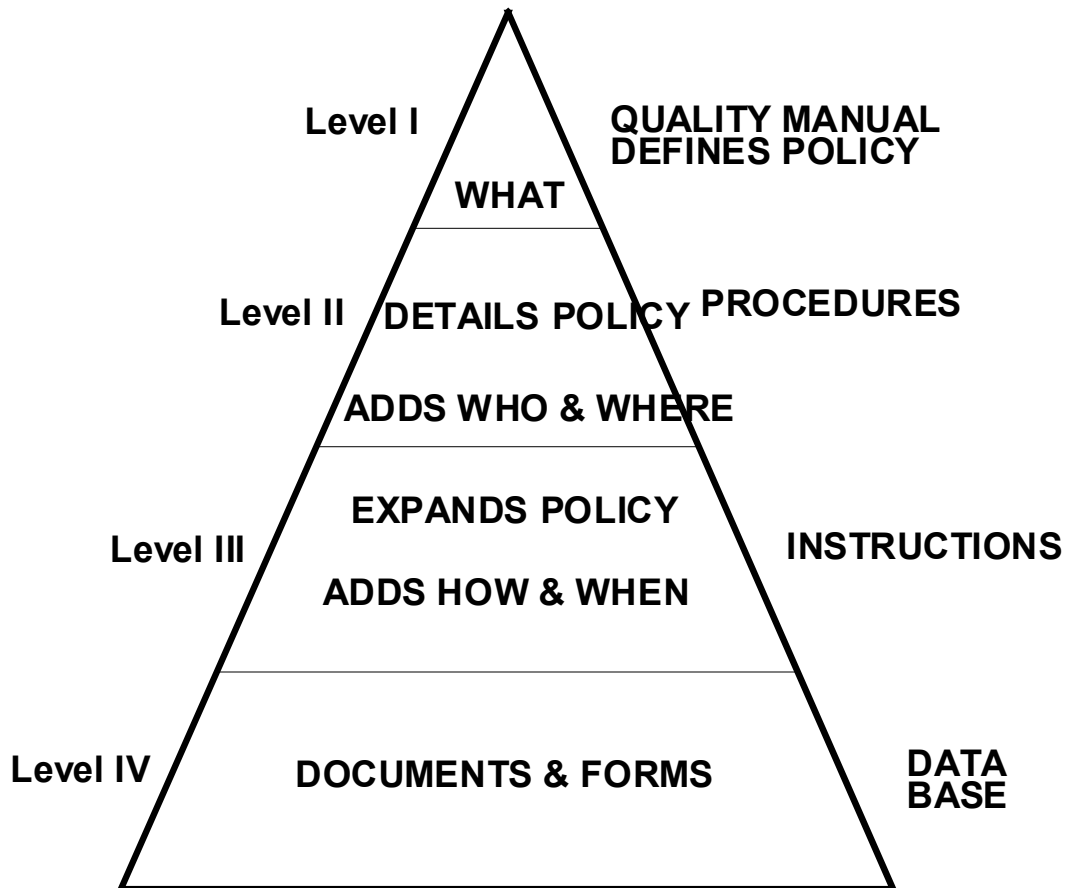 Level I
QUALITY MANUAL
DEFINES POLICY
WHAT
Level II
DETAILS POLICY
PROCEDURES
ADDS WHO & WHERE
EXPANDS POLICY
Level III
INSTRUCTIONS
ADDS HOW & WHEN
Level IV
DOCUMENTS & FORMS
DATA
BASE